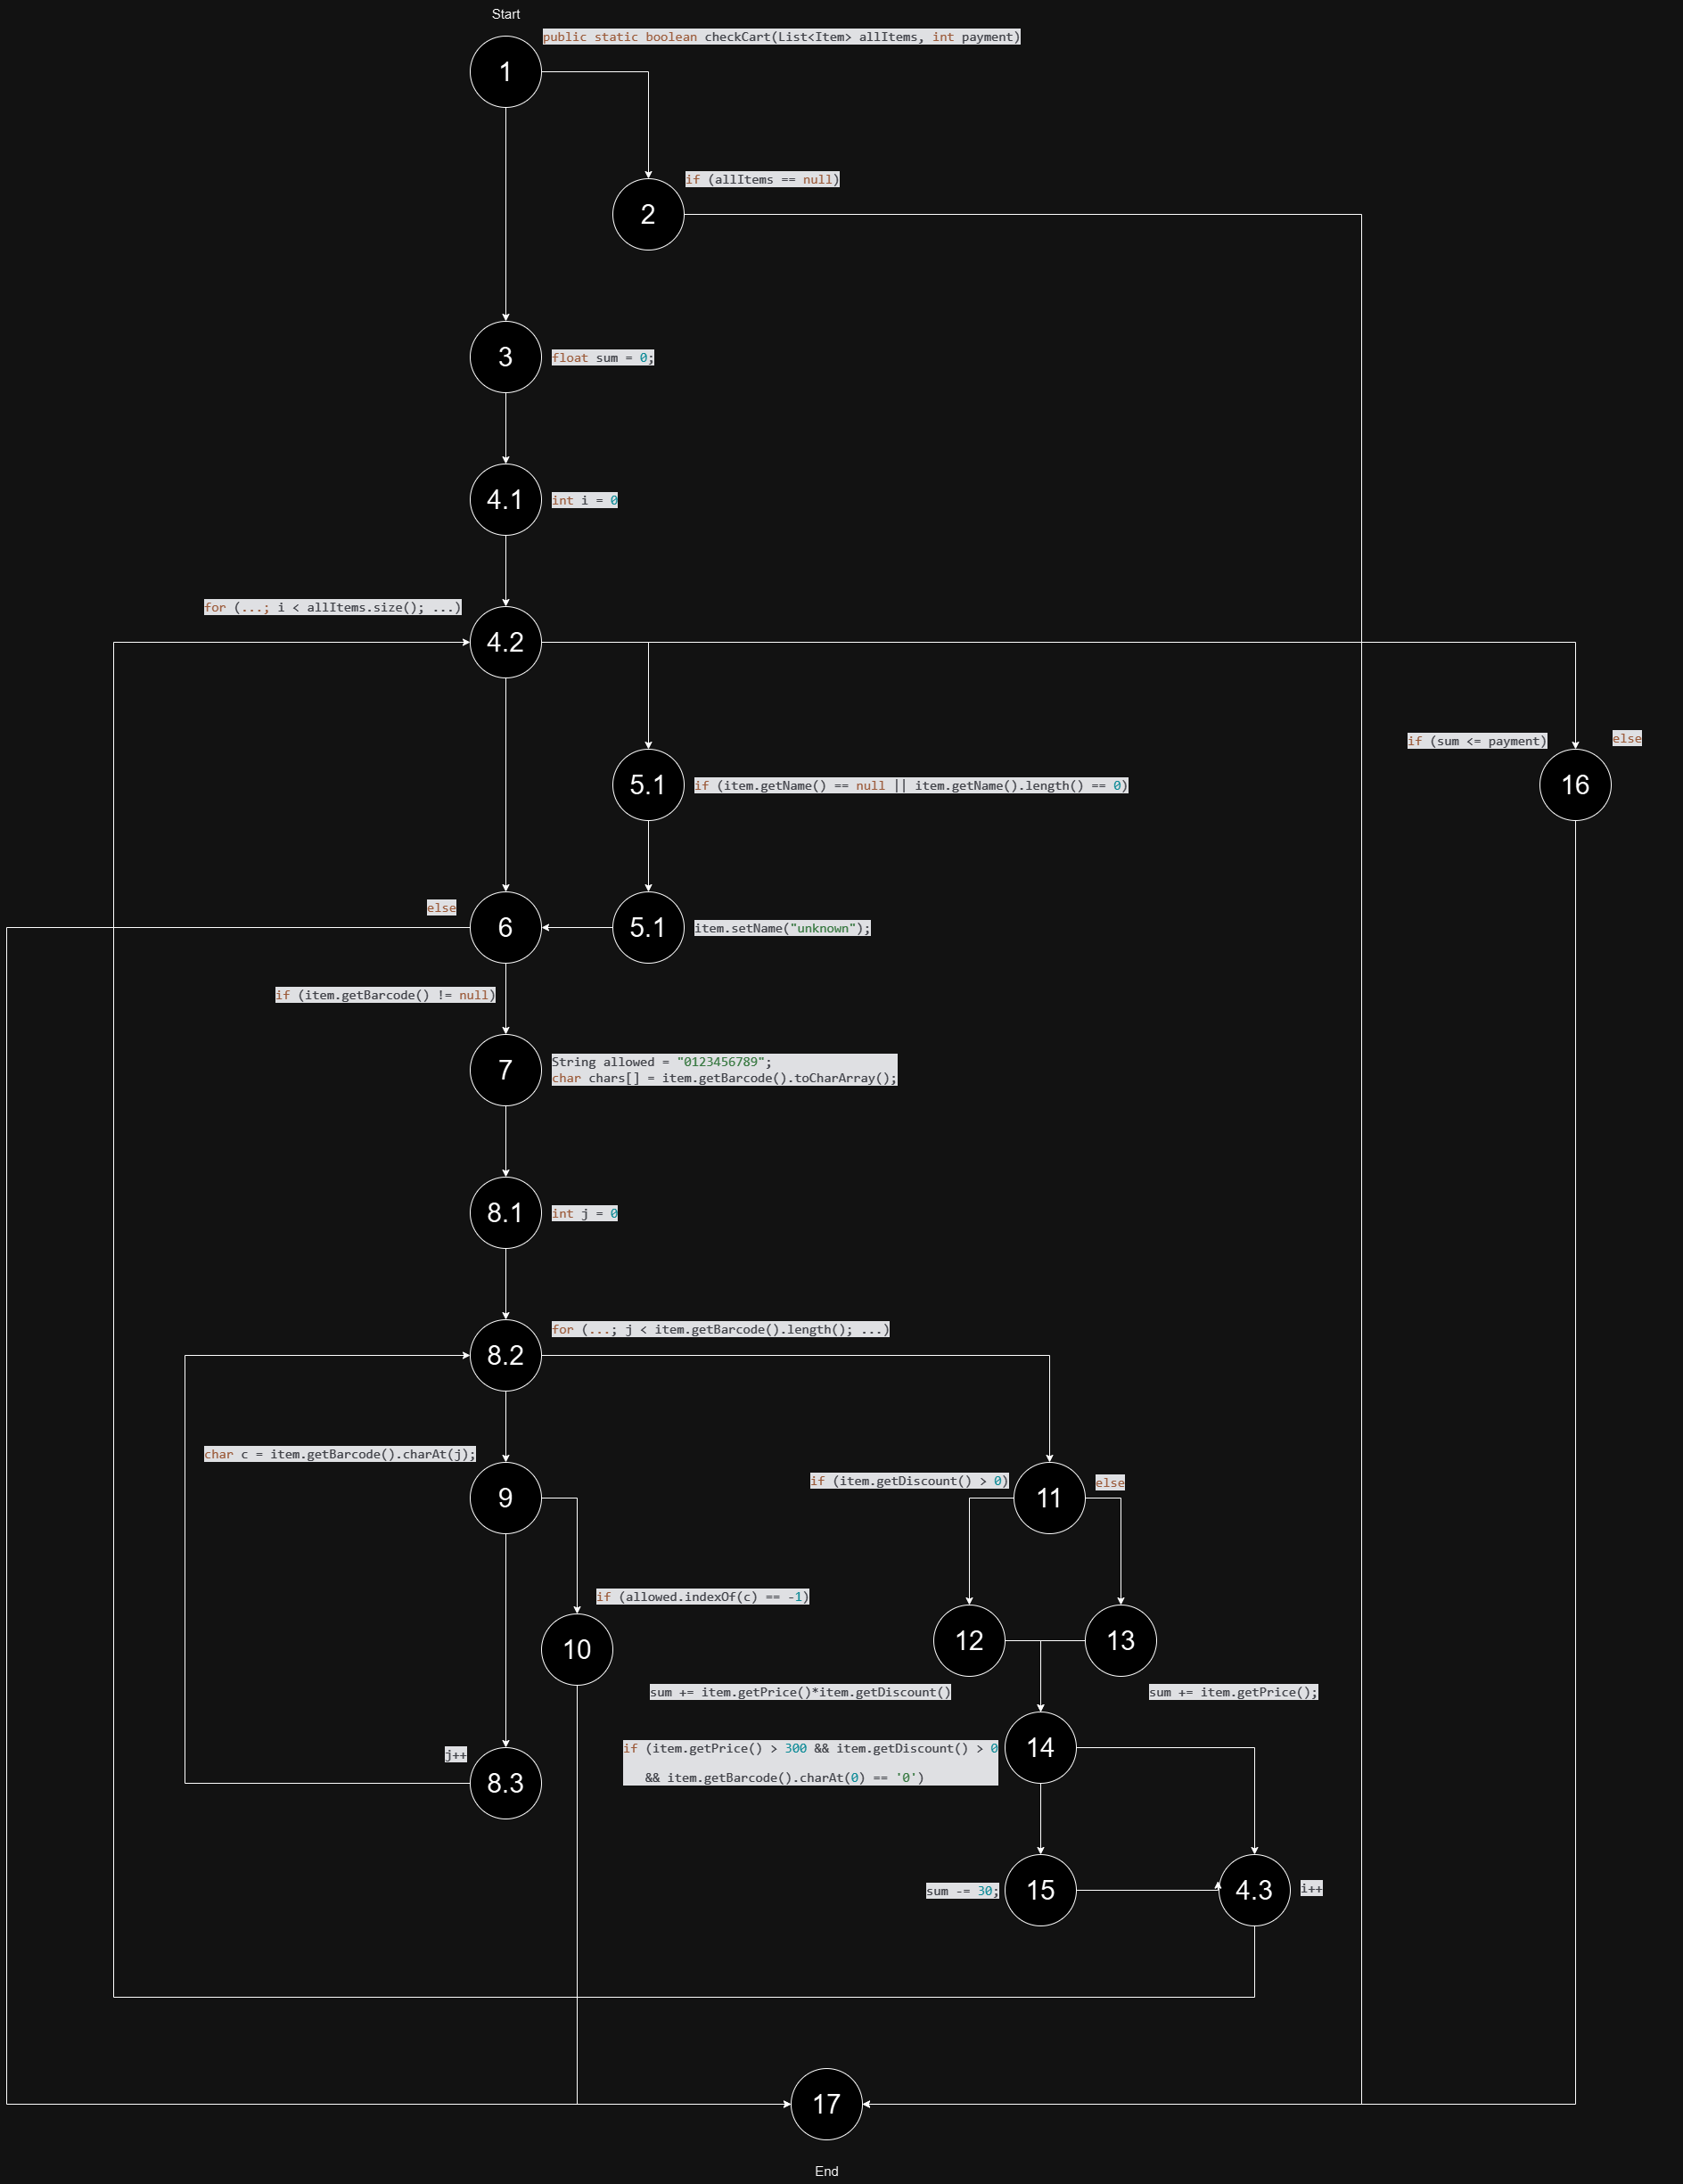 Start
public static boolean checkCart(List<Item> allItems, int payment)
1
if (allItems == null)
2
3
float sum = 0;
4.1
int i = 0
for (...; i < allItems.size(); ...)
4.2
if (sum <= payment)
else
5.1
if (item.getName() == null || item.getName().length() == 0)
16
else
6
5.1
item.setName("unknown");
if (item.getBarcode() != null)
7
String allowed = "0123456789";
char chars[] = item.getBarcode().toCharArray();
8.1
int j = 0
for (...; j < item.getBarcode().length(); ...)
8.2
char c = item.getBarcode().charAt(j);
if (item.getDiscount() > 0)
else
9
11
if (allowed.indexOf(c) == -1)
10
12
13
sum += item.getPrice()*item.getDiscount()
sum += item.getPrice();
if (item.getPrice() > 300 && item.getDiscount() > 0
&& item.getBarcode().charAt(0) == '0')
14
j++
8.3
sum -= 30;
15
4.3
i++
17
End